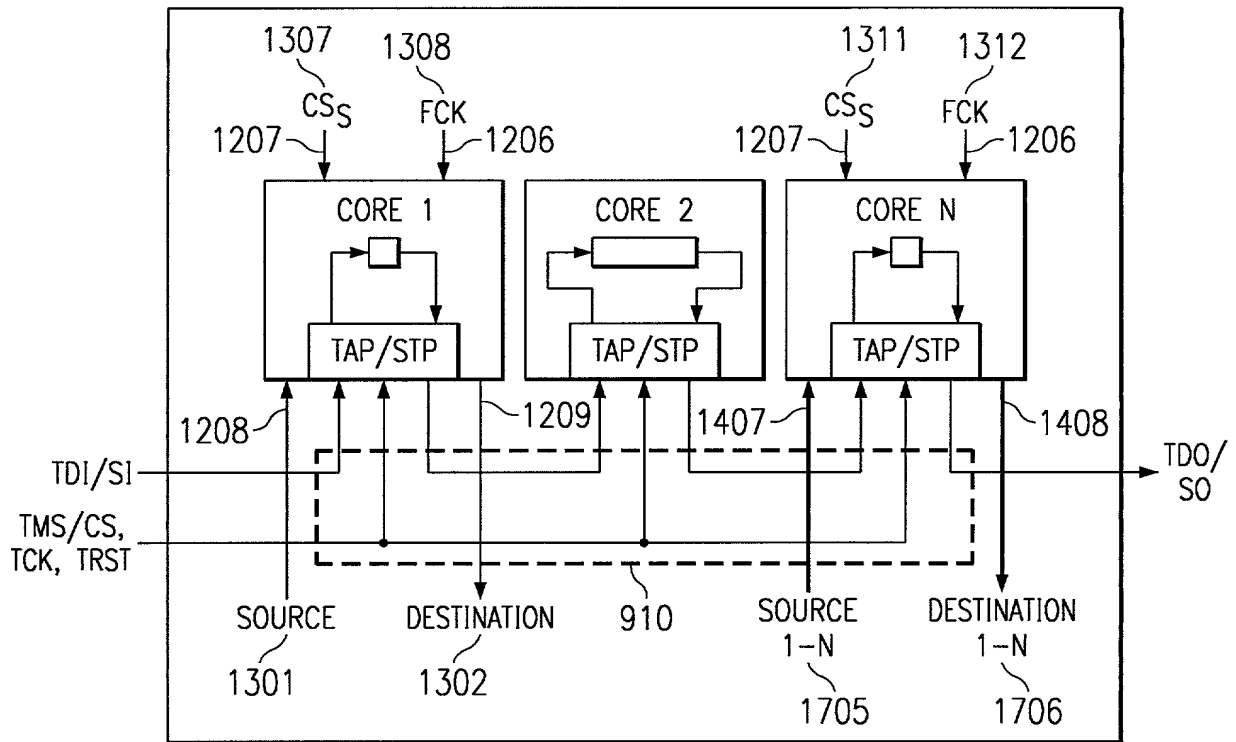 1307
1308
1311
1312
CSS
FCK
CSS
FCK
1207
1206
1207
1206
CORE 1
CORE 2
CORE N
TAP/STP
TAP/STP
TAP/STP
1208
1209
1407
1408
TDI/SI
TDO/
SO
TMS/CS,
TCK, TRST
SOURCE
DESTINATION
910
SOURCE
1-N
DESTINATION
1-N
1301
1302
1705
1706